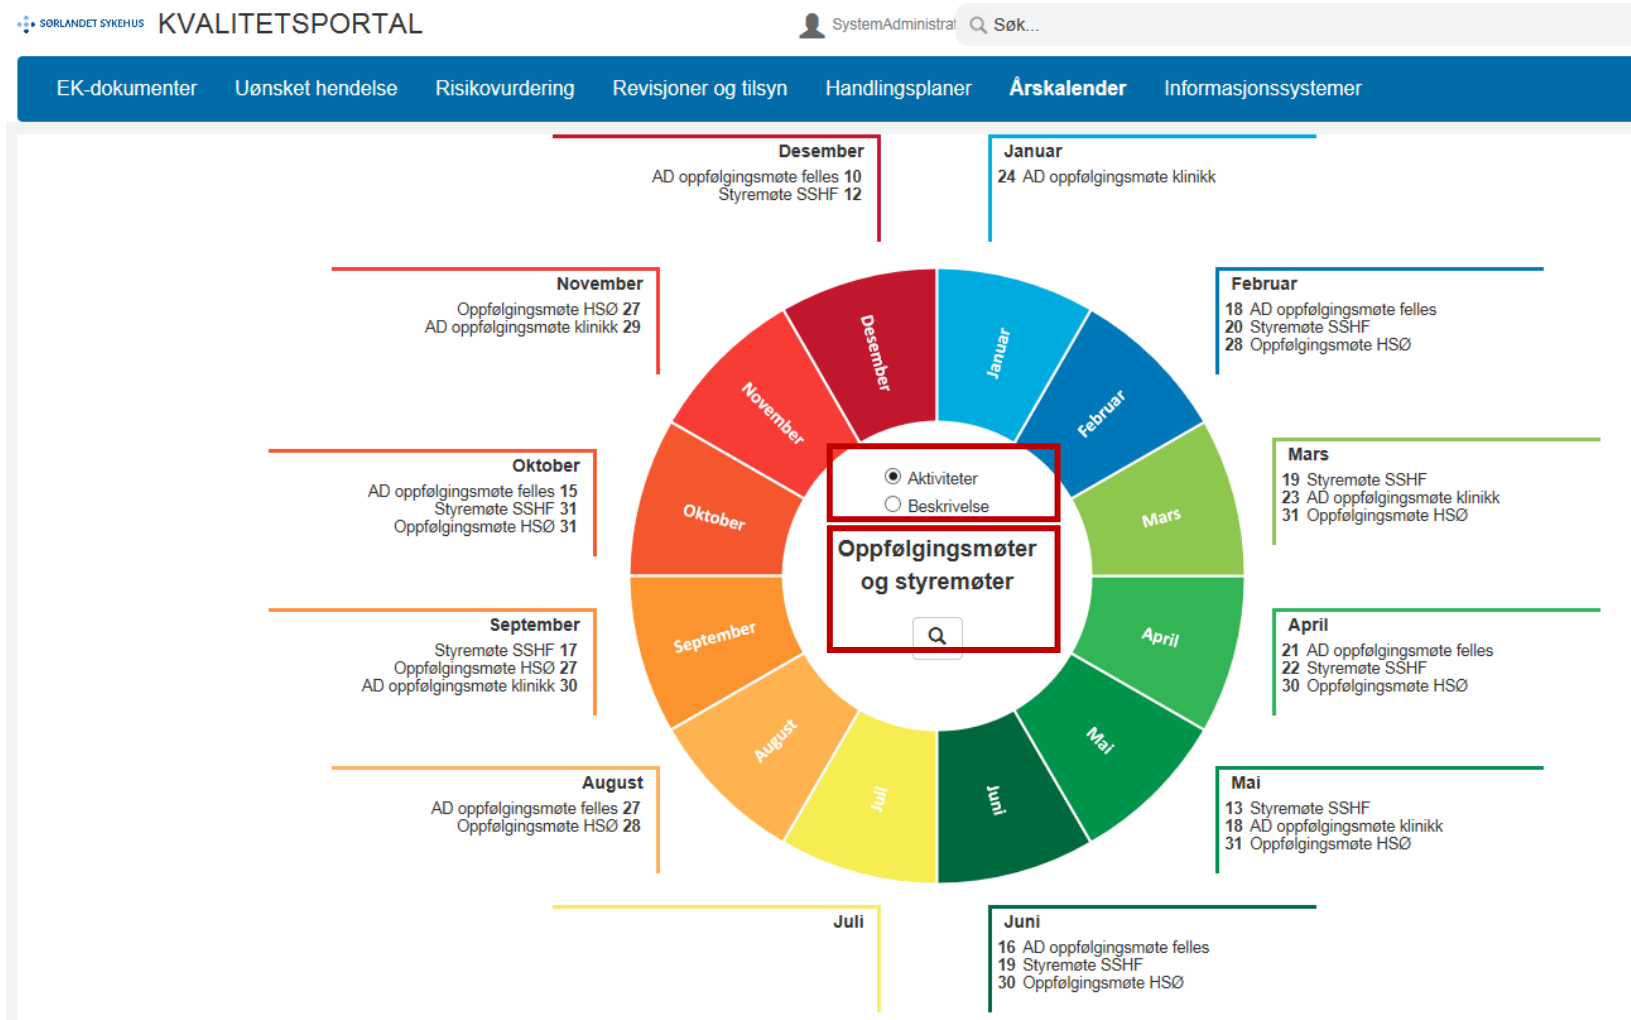 SØRLANDET SYKEHUS KVALITETSPORTAL
SystemAdministrat
Søk...
EK-dokumenter Uønsket hendelse Risikovurdering Revisjoner og tilsyn Handlingsplaner Årskalender Informasjonssystemer
Desember
AD oppfølgingsmøte felles 10
Styremøte SSHF 12
Januar
24 AD oppfølgingsmøte klinikk
November
Oppfølgingsmøte HSØ 27
AD oppfølgingsmøte klinikk 29
Februar
18 AD oppfølgingsmøte felles
20 Styremøte SSHF
28 Oppfølgingsmøte HSØ
Oktober
AD oppfølgingsmøte felles 15
Styremøte SSHF 31
Oppfølgingsmøte HSØ 31
Mars
19 Styremøte SSHF
23 AD oppfølgingsmøte klinikk
31 Oppfølgingsmøte HSØ
September
Styremøte SSHF 17
Oppfølgingsmøte HSØ 27
AD oppfølgingsmøte klinikk 30
April
21 AD oppfølgingsmøte felles
22 Styremøte SSHF
30 Oppfølgingsmøte HSØ
August
AD oppfølgingsmøte felles 27
Oppfølgingsmøte HSØ 28
Mai
13 Styremøte SSHF
18 AD oppfølgingsmøte klinikk
31 Oppfølgingsmøte HSØ
Juli
Juni
16 AD oppfølgingsmøte felles
19 Styremøte SSHF
30 Oppfølgingsmøte HSØ
Januar
Februar
Mars
April
Mai
Juni
Juli
August
September
Oktober
November
Desember
Aktiviteter
Beskrivelse
Oppfølgingsmøter
og styremøter